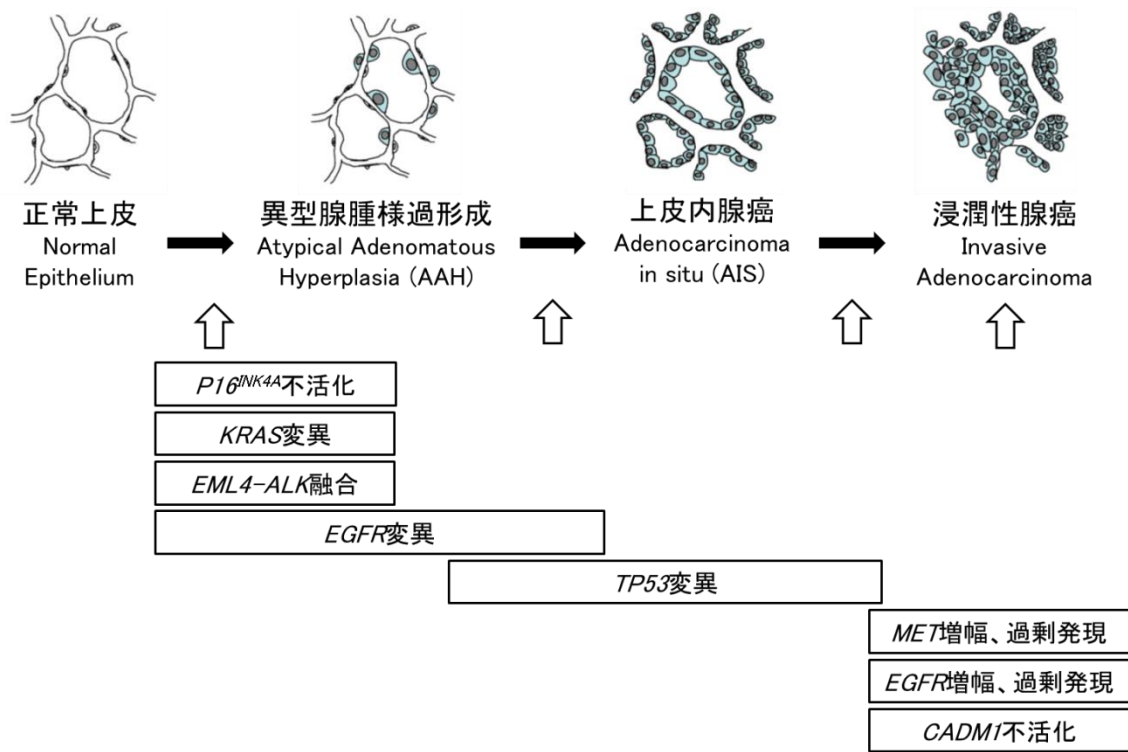 正常上皮
Normal
Epithelium
異型腺腫様過形成
Atypical Adenomatous
Hyperplasia (AAH)
上皮内腺癌
Adenocarcinoma
in situ (AIS)
浸潤性腺癌
Invasive
Adenocarcinoma
P16INK4A不活化
KRAS変異
EML4-ALK融合
EGFR変異
TP53変異
MET増幅、過剰発現
EGFR増幅、過剰発現
CADM1不活化